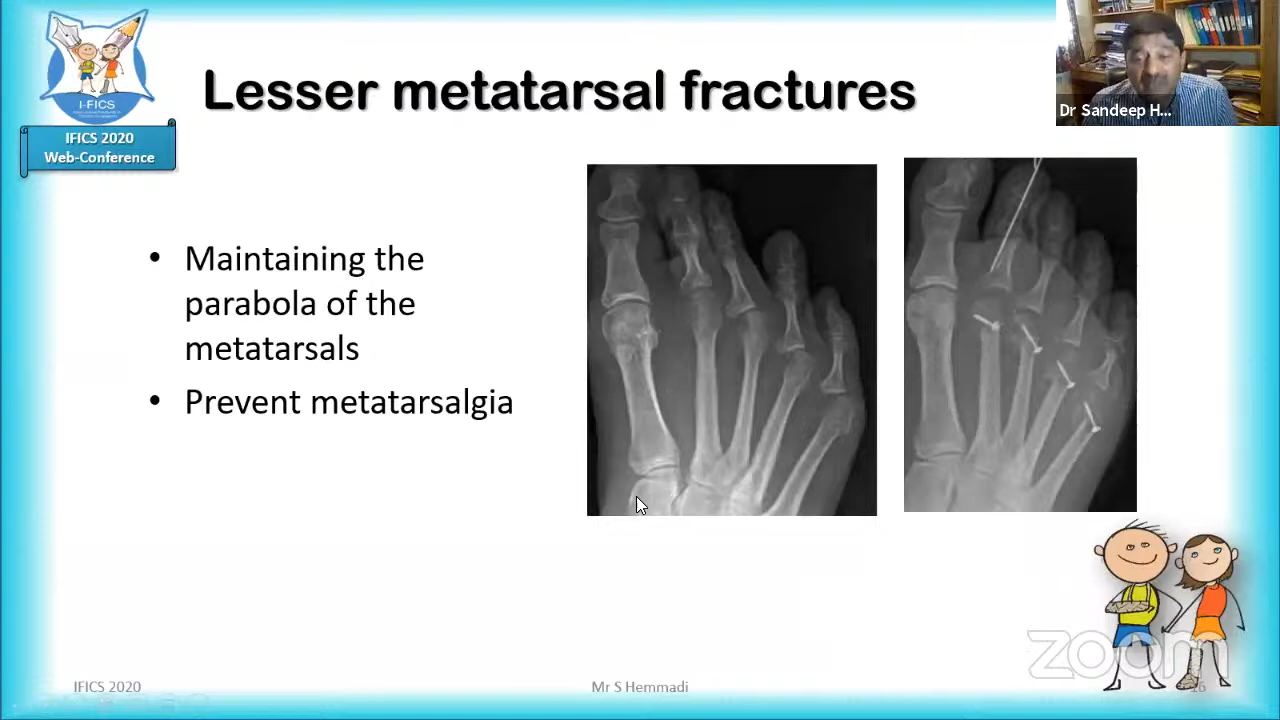 I-FICS
IFICS 2020
Web-Conference
Lesser metatarsal fractures
Dr Sandeep H...
• Maintaining the
parabola of the
metatarsals
• Prevent metatarsalgia
zoom
IFICS 2020
Mr S Hemmadi
16